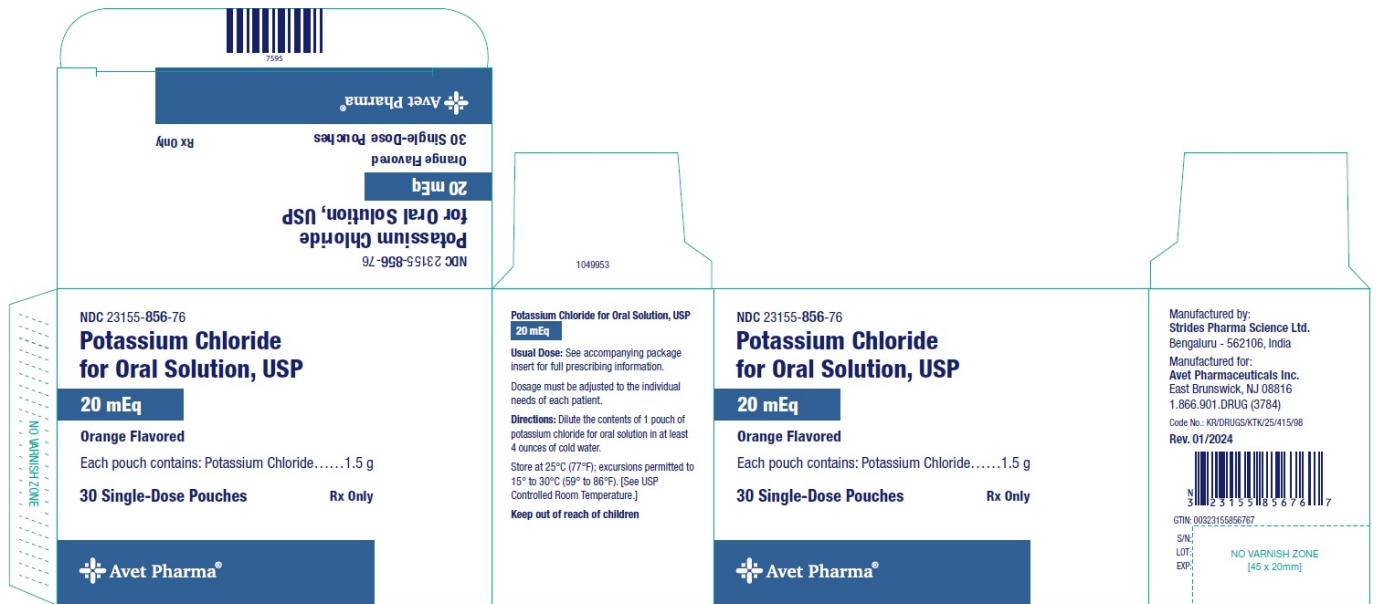 7595
Avet Pharma®
30 Single-Dose Pouches
Rx Only
Orange Flavored
20 mEq
for Oral Solution, USP
Potassium Chloride
NDC 23155-856-76
1049953
NO VARNISH ZONE
NDC 23155-856-76
Potassium Chloride
for Oral Solution, USP
20 mEq
Orange Flavored
Each pouch contains: Potassium Chloride......1.5 g
30 Single-Dose Pouches Rx Only
Avet Pharma®
Potassium Chloride for Oral Solution, USP
20 mEq
Usual Dose: See accompanying package
insert for full prescribing information.
Dosage must be adjusted to the individual
needs of each patient.
Directions: Dilute the contents of 1 pouch of
potassium chloride for oral solution in at least
4 ounces of cold water.
Store at 25°C (77°F); excursions permitted to
15° to 30°C (59° to 86°F). [See USP
Controlled Room Temperature.]
Keep out of reach of children
NDC 23155-856-76
Potassium Chloride
for Oral Solution, USP
20 mEq
Orange Flavored
Each pouch contains: Potassium Chloride......1.5 g
30 Single-Dose Pouches Rx Only
Avet Pharma®
Manufactured by:
Strides Pharma Science Ltd.
Bengaluru - 562106, India
Manufactured for:
Avet Pharmaceuticals Inc.
East Brunswick, NJ 08816
1.866.901.DRUG (3784)
Code No.: KR/DRUGS/KTK/25/415/98
Rev. 01/2024
N
3 23155 85676 7
GTIN: 00323155856767
S/N:
LOT:
EXP:
NO VARNISH ZONE
[45 x 20mm]